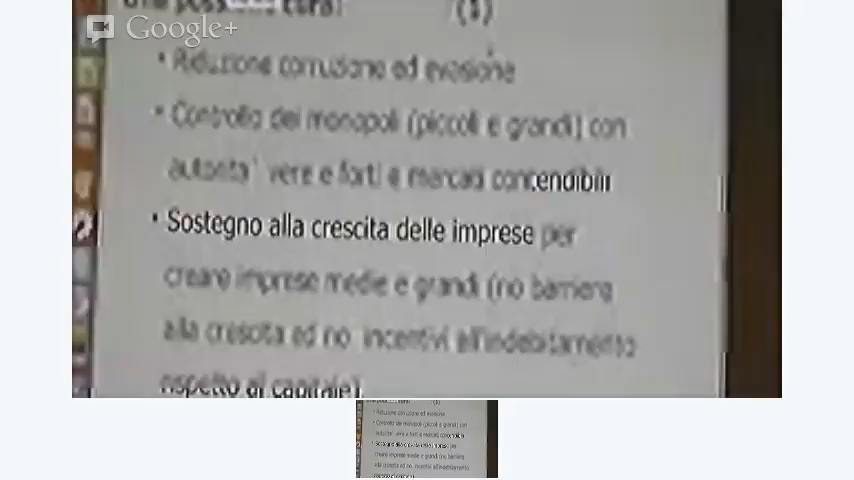 Google+
(1)
• Riduzione corruzione ed evasione
• Controllo dei monopoli (piccoli e grandi) con
autorita` vere e forti e mercati contendibili
• Sostegno alla crescita delle imprese per
creare imprese medie e grandi (no barriere
alla crescita ed no incentivi all'indebitamento
rispetto al capitale)